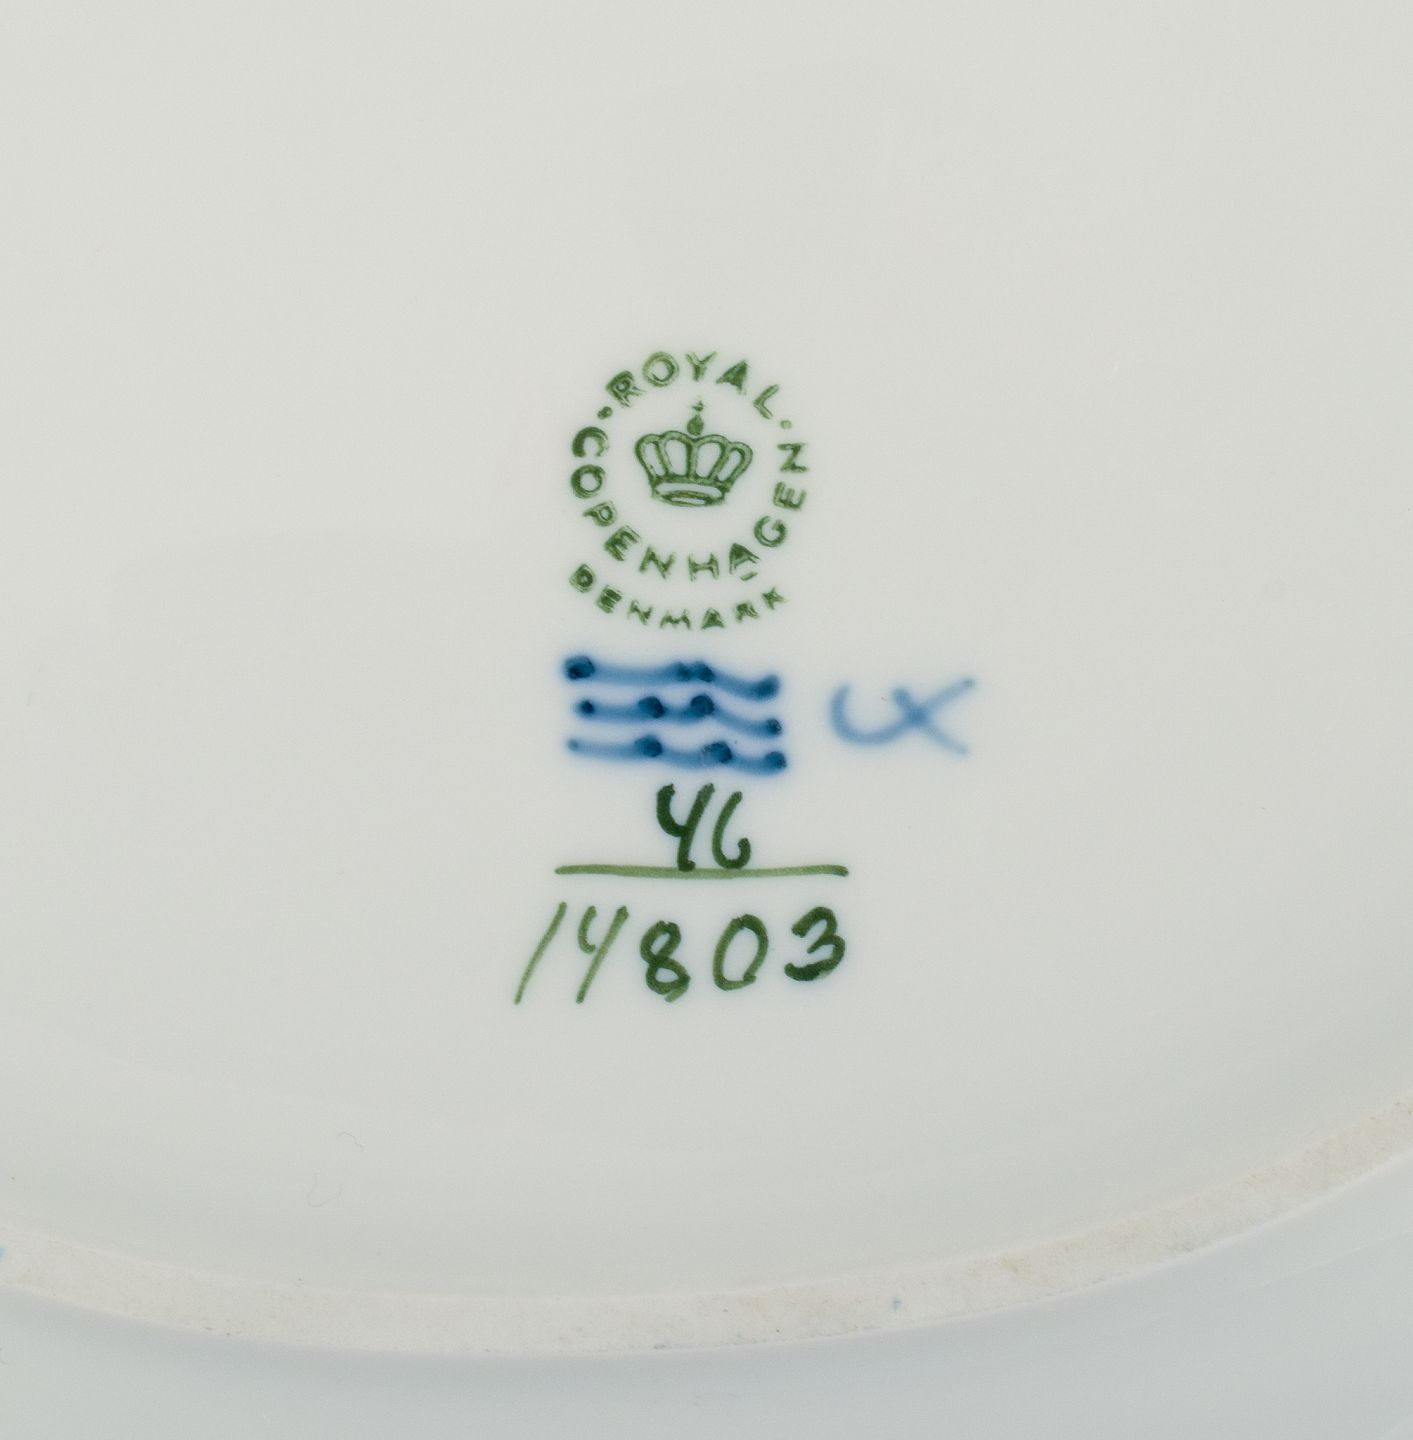 ROYAL
COPENHAGEN
DENMARK
46
14803